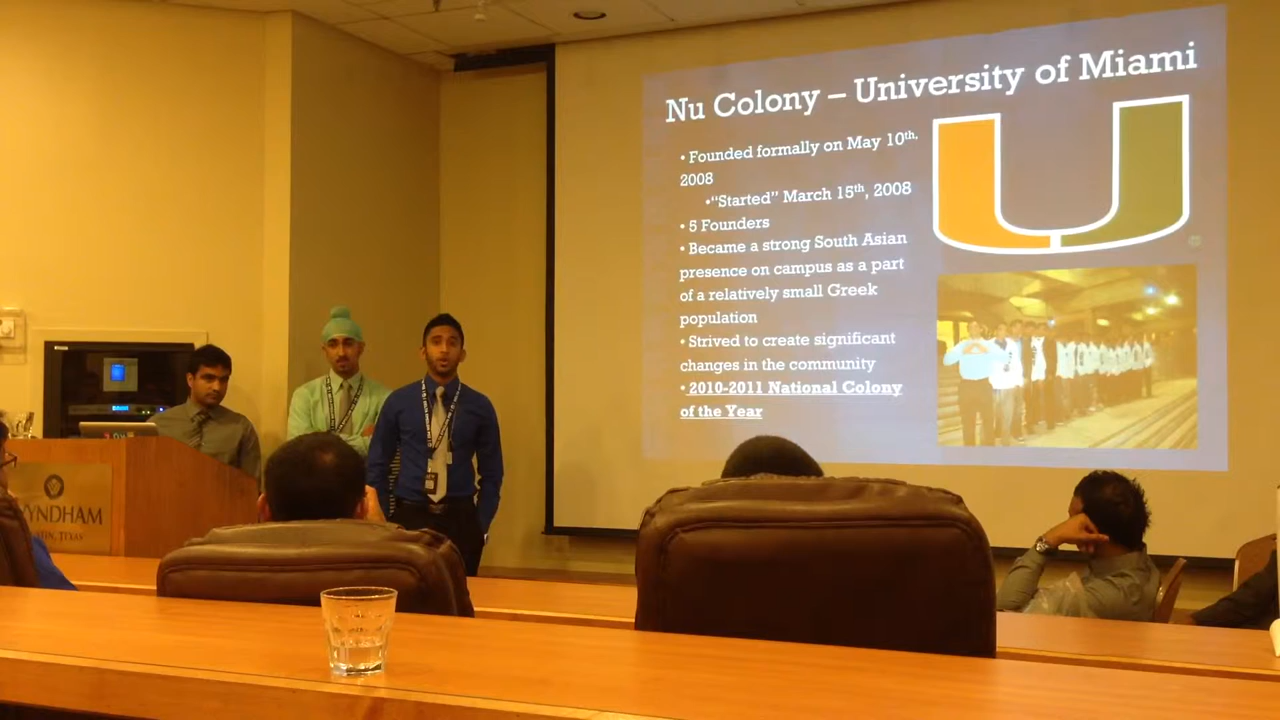 Nu Colony – University of Miami
• Founded formally on May 10th,
2008
•“Started” March 15th, 2008
• 5 Founders
• Became a strong South Asian
presence on campus as a part
of a relatively small Greek
population
• Strived to create significant
changes in the community
• 2010-2011 National Colony
of the Year
WYNDHAM
TEXAS